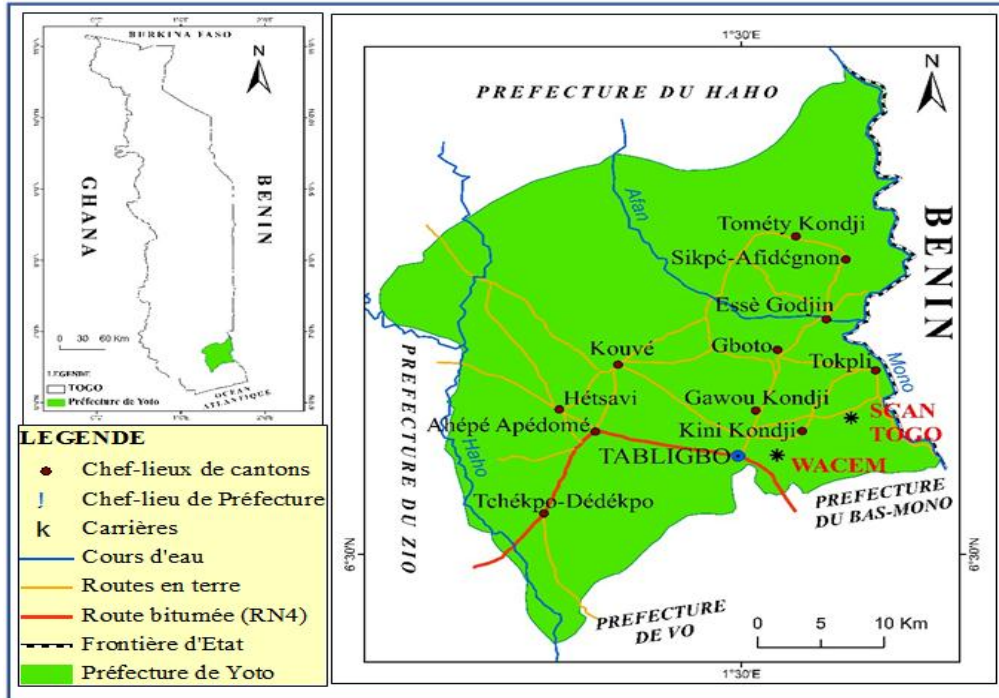 BURKINA FASO
N
GHANA
BENIN
0 30 60 Km
LEGENDE
TOGO
Préfecture de Yoto
OCEAN
ATLANTIQUE
LEGENDE
Chef-lieux de cantons
! Chef-lieu de Préfecture
k Carrières
Cours d'eau
Routes en terre
Route bitumée (RN4)
Frontière d'Etat
Préfecture de Yoto
1°30'E
N
PREFECTURE DU HAHO
BENIN
Afan
Tométy Kondji
Sikpé-Afidégnon
Essè Godjin
Gboto
Tokpli
Mono
Kouvé
PREFECTURE DU ZIO
Hétsavi
Gawou Kondji
SCAN
TOGO
Ahépé Apédomé
Kini Kondji
Haho
TABLIGBO
WACEM
Tchékpo-Dédékpo
PREFECTURE
DU BAS-MONO
6°30'N
6°30'N
PREFECTURE
DE VO
0 5 10 Km
1°30'E